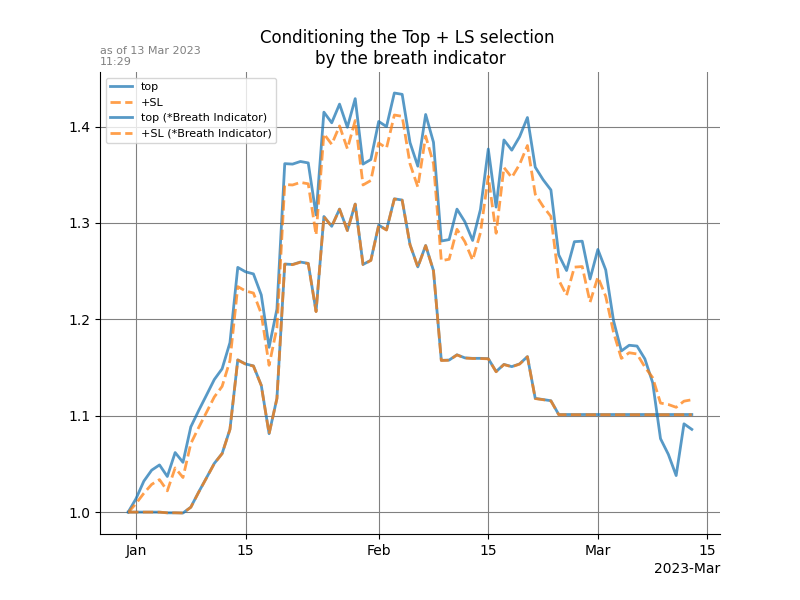 Conditioning the Top + LS selection
by the breath indicator
as of 13 Mar 2023
11:29
top
+SL
top (*Breath Indicator)
+SL (*Breath Indicator)
1.4
1.3
1.2
1.1
1.0
Jan 15 Feb 15 Mar 15
2023-Mar